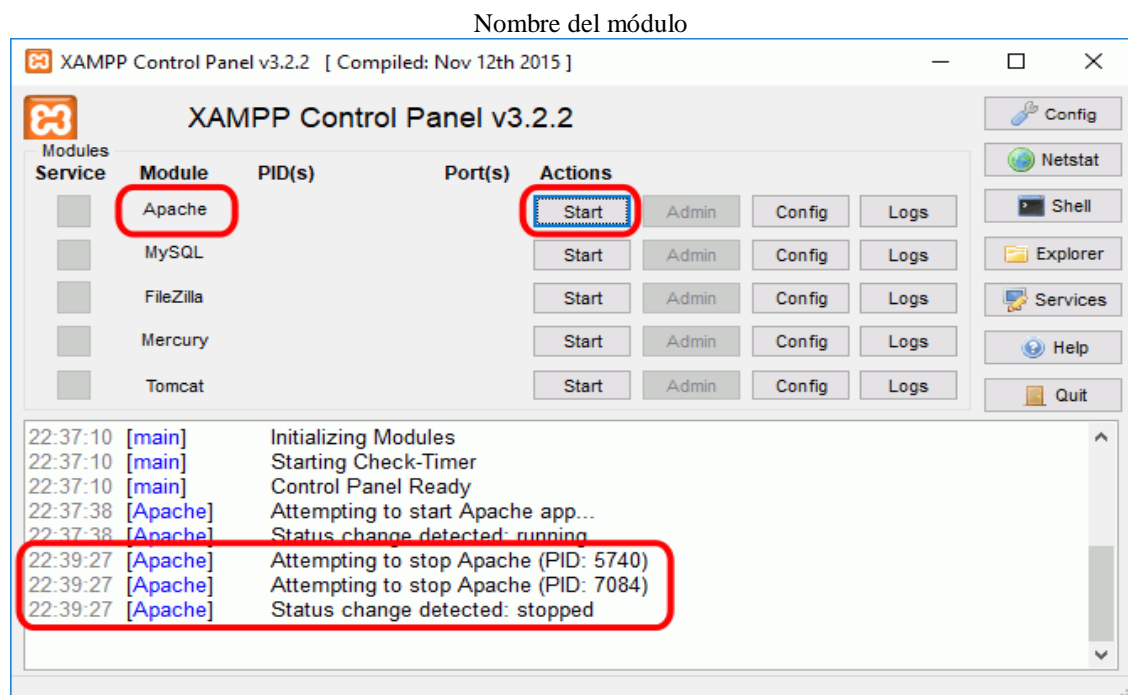 Nombre del módulo
XAMPP Control Panel v3.2.2 [ Compiled: Nov 12th 2015 ]
XAMPP Control Panel v3.2.2
Config
Modules
Netstat
Service Module PID(s) Port(s) Actions
Apache Start Admin Config Logs
Shell
MySQL Start Admin Config Logs
Explorer
FileZilla Start Admin Config Logs
Services
Mercury Start Admin Config Logs
Help
Tomcat Start Admin Config Logs
Quit
22:37:10 [main] Initializing Modules
22:37:10 [main] Starting Check-Timer
22:37:10 [main] Control Panel Ready
22:37:38 [Apache] Attempting to start Apache app...
22:37:38 [Apache] Status change detected: running
22:39:27 [Apache] Attempting to stop Apache (PID: 5740)
22:39:27 [Apache] Attempting to stop Apache (PID: 7084)
22:39:27 [Apache] Status change detected: stopped